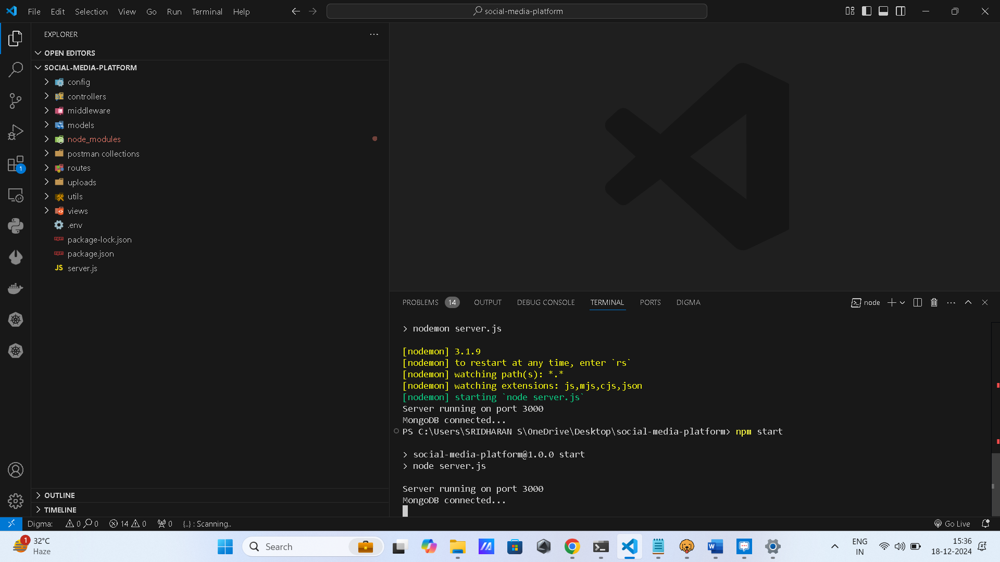 File Edit Selection View Go Run Terminal Help
social-media-platform
EXPLORER
OPEN EDITORS
SOCIAL-MEDIA-PLATFORM
config
controllers
middleware
models
node_modules
postman collections
routes
uploads
utils
views
.env
package-lock.json
package.json
JS server.js
OUTLINE
TIMELINE
1
PROBLEMS 14 OUTPUT DEBUG CONSOLE TERMINAL PORTS DIGMA
node
> nodemon server.js
[nodemon] 3.1.9
[nodemon] to restart at any time, enter `rs`
[nodemon] watching path(s): *.*
[nodemon] watching extensions: js,mjs,cjs,json
[nodemon] starting `node server.js`
Server running on port 3000
MongoDB connected...
PS C:\Users\SRIDHARAN S\OneDrive\Desktop\social-media-platform> npm start
> social-media-platform@1.0.0 start
> node server.js
Server running on port 3000
MongoDB connected...
Digma: 0 0 14 0 0 {..} : Scanning..
Go Live
1
32°C
Haze
Search
ENG
IN
15:36
18-12-2024